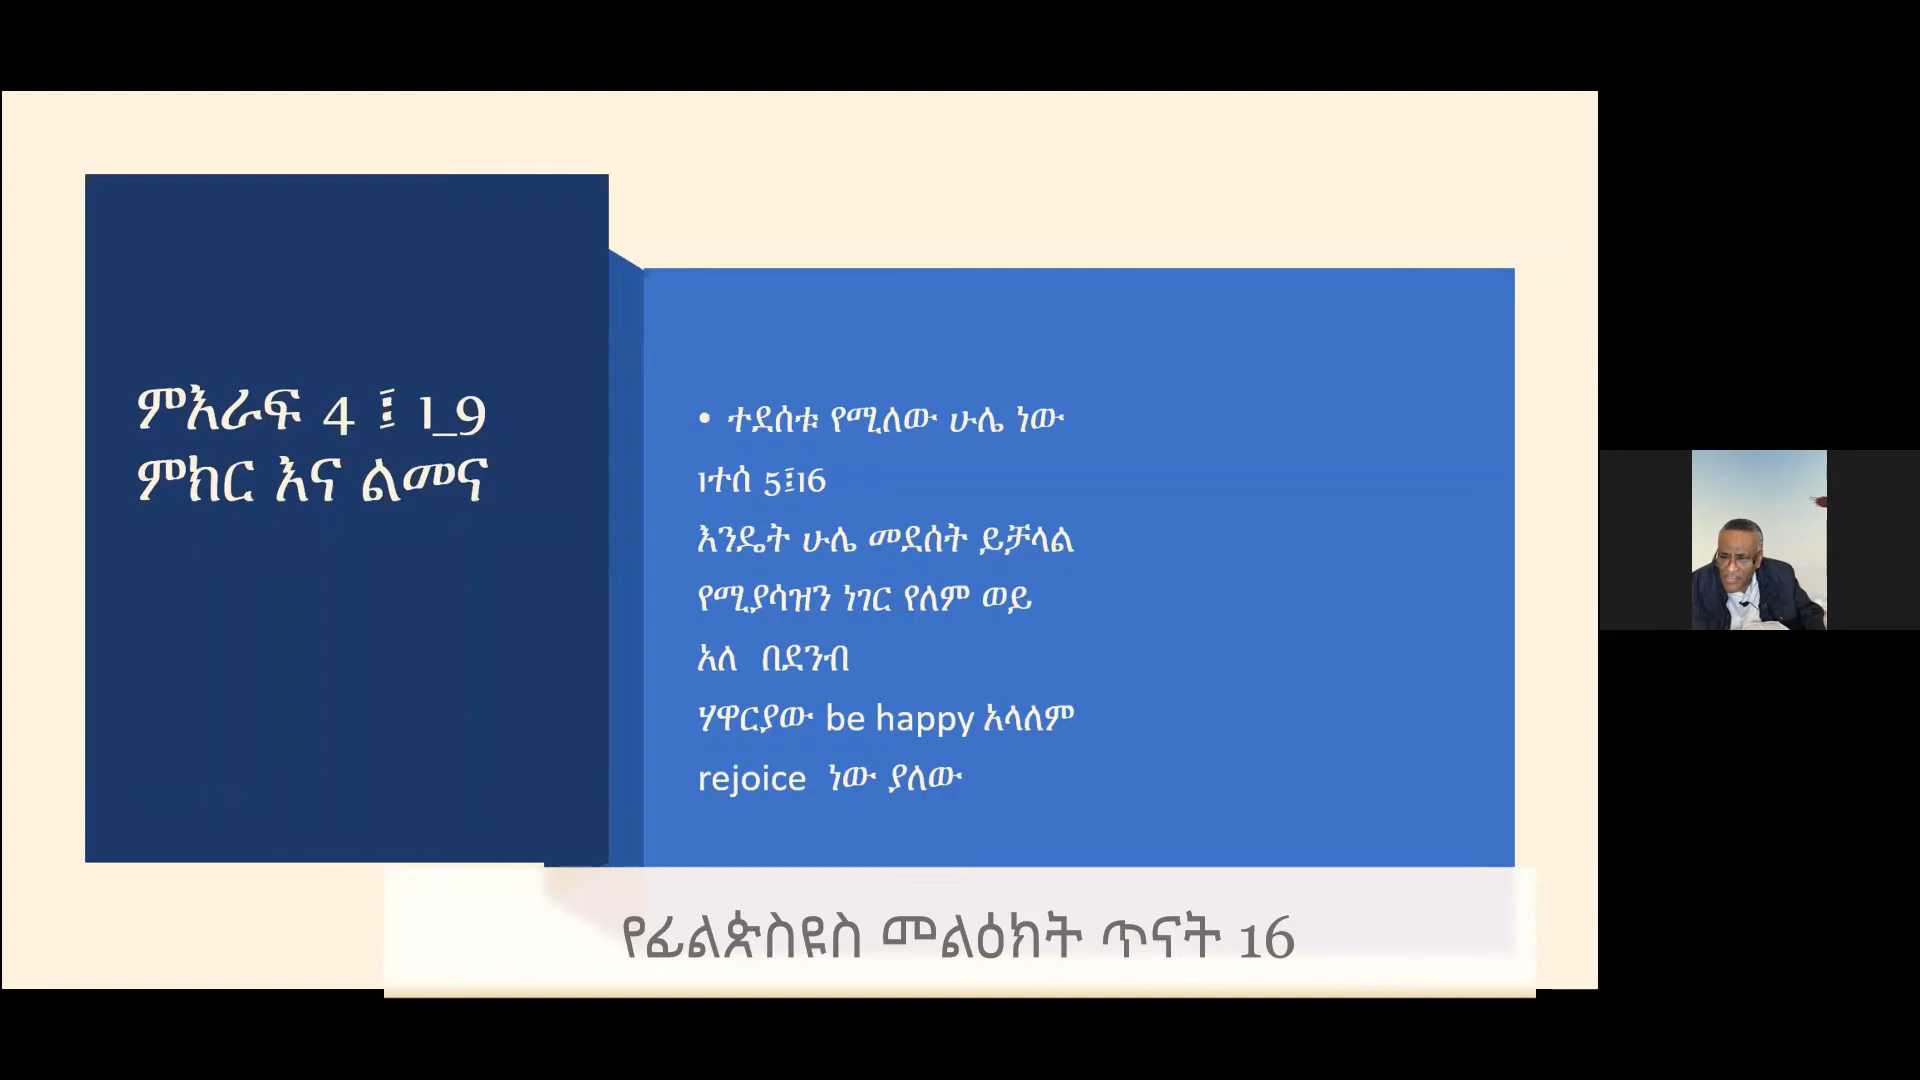 ምእራፍ 4 ፤ ነ_9
ምክር እና ልመና
• ተደሰቱ የሚለው ሁሌ ነው
1ተሰ 5፤16
እንዴት ሁሌ መደሰት ይቻላል
የሚያሳዝን ነገር የለም ወይ
አለ በደንብ
ሃዋርያው be happy አላለም
rejoice ነው ያለው
የፊልጵስዩስ መልዕክት ጥናት 16